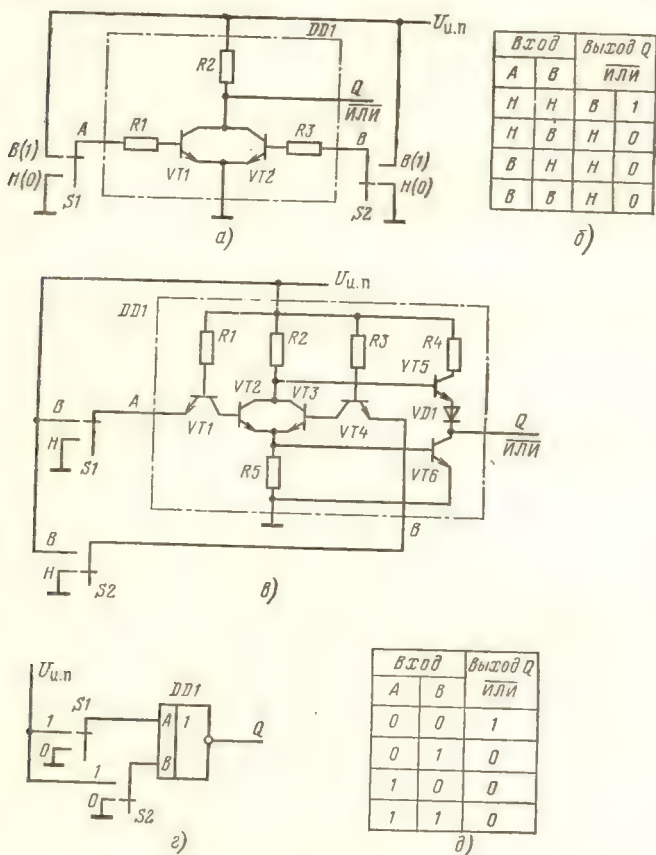 Uи.п
DD1
R2
Q
ИЛИ
A
R1
R3
B
VT1
VT2
В(1)
Н(0)
S1
В(1)
Н(0)
S2
а)
Вход
Выход Q
A
B
ИЛИ
Н Н В 1
Н В Н 0
В Н Н 0
В В Н 0
б)
Uи.п
DD1
R1
R2
R3
R4
VT5
VT2
VT3
VD1
Q
ИЛИ
В
A
VT1
VT4
Н
S1
R5
VT6
В
B
Н
S2
в)
Uи.п
DD1
S1
1
A
1
Q
0
1
B
0
S2
г)
Вход
Выход Q
A
B
ИЛИ
0 0 1
0 1 0
1 0 0
1 1 0
д)